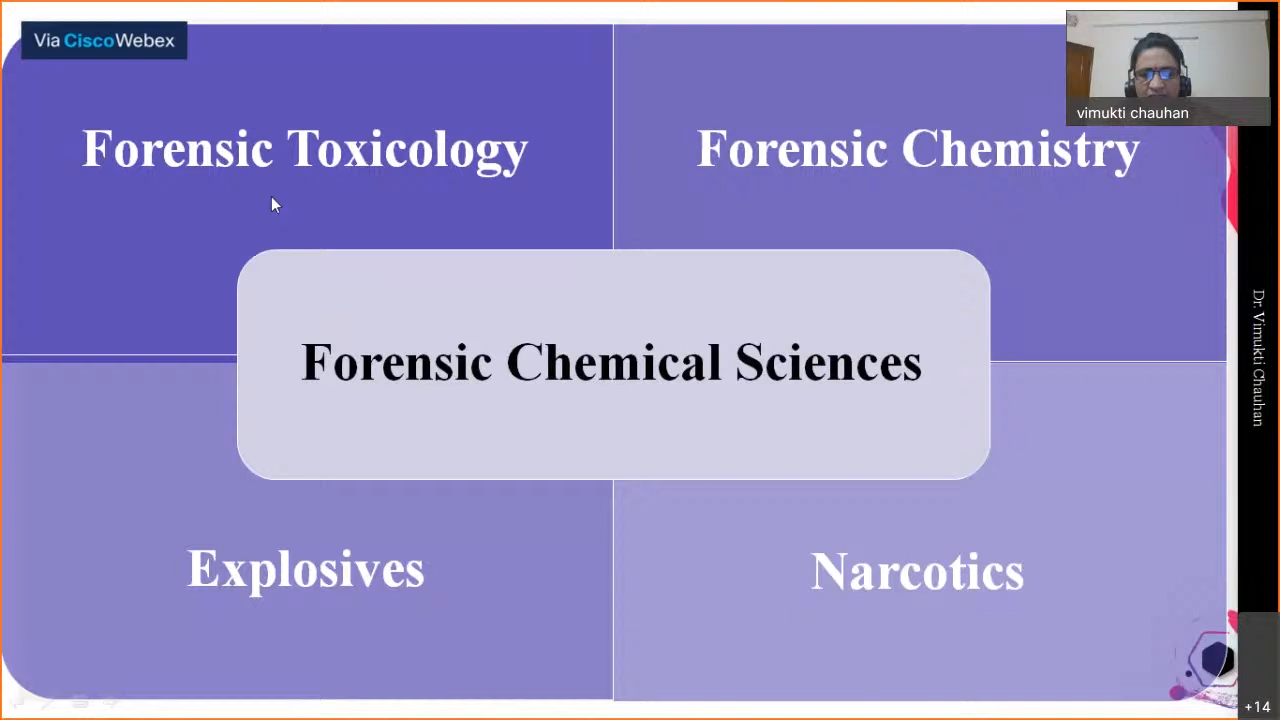 Via CiscoWebex
vimukti chauhan
Forensic Toxicology
Forensic Chemistry
Forensic Chemical Sciences
Explosives
Narcotics
Dr. Vimukti Chauhan
+14